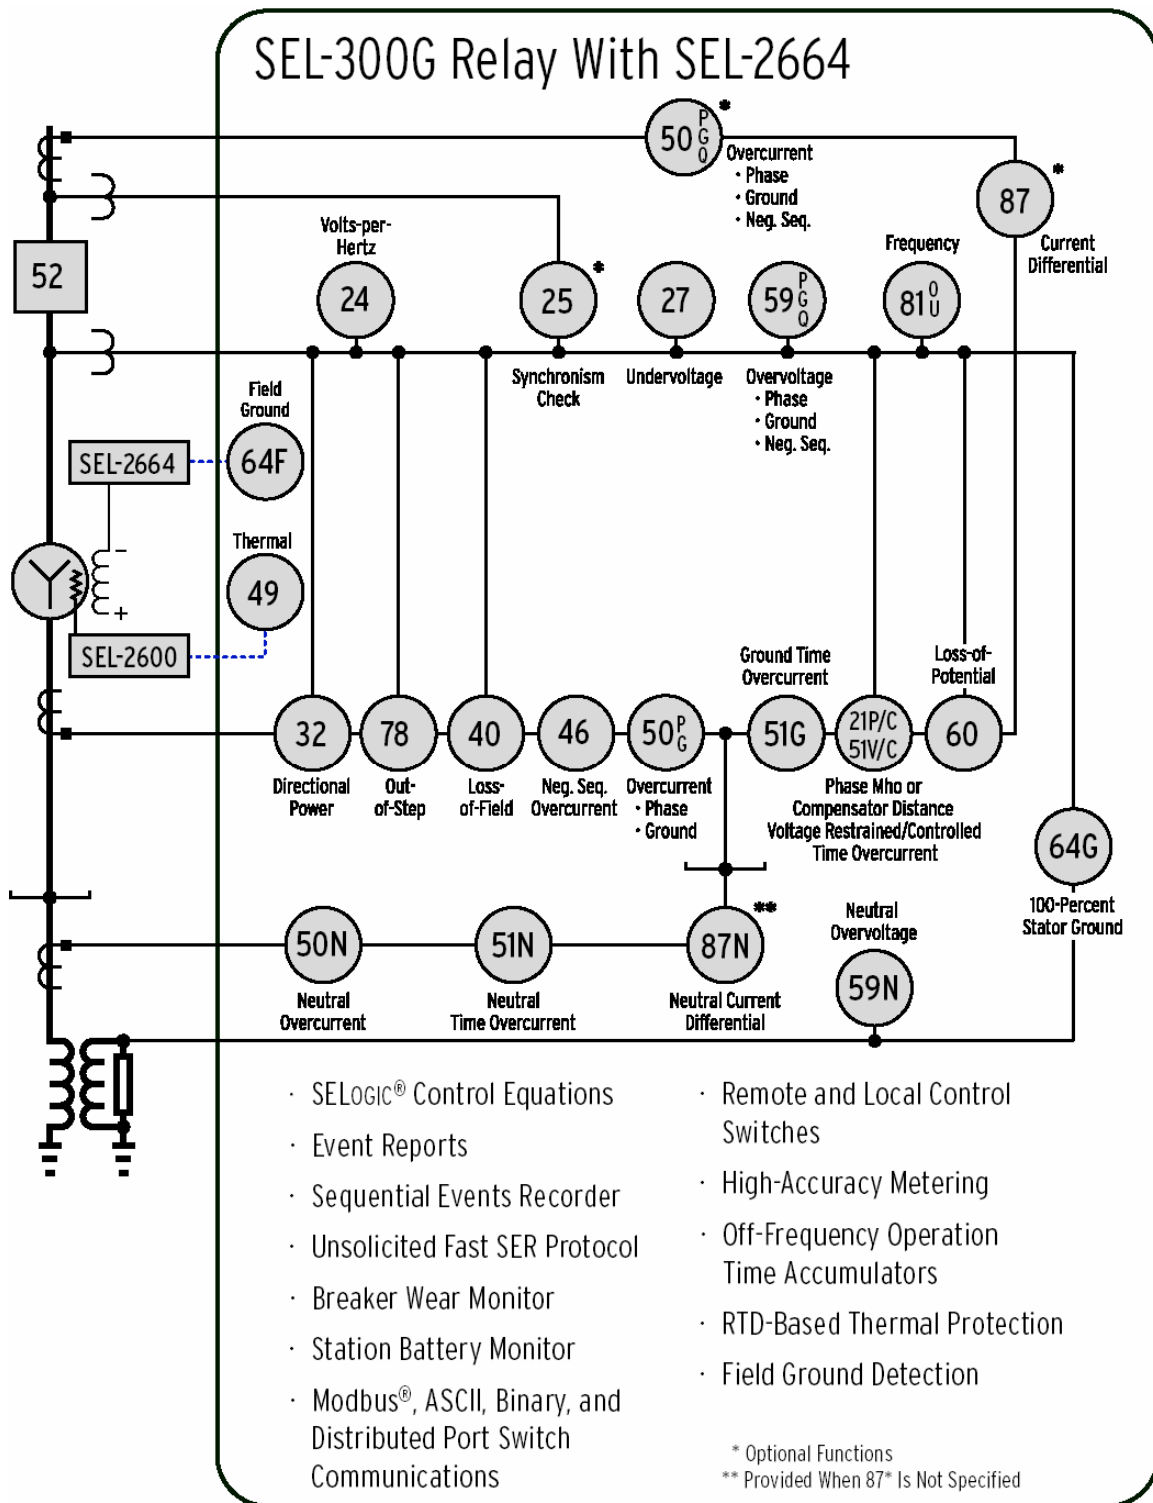 SEL-300G Relay With SEL-2664
50 P G Q *
Overcurrent
· Phase
· Ground
· Neg. Seq.
87 *
Current
Differential
52
Volts-per-
Hertz
24
25 *
Synchronism
Check
27
Undervoltage
59 P G Q
Overvoltage
· Phase
· Ground
· Neg. Seq.
Frequency
81 O U
Field
Ground
SEL-2664
64F
Thermal
49
-
+
SEL-2600
32
Directional
Power
78
Out-
of-Step
40
Loss-
of-Field
46
Neg. Seq.
Overcurrent
50 P G
Overcurrent
· Phase
· Ground
Ground Time
Overcurrent
51G
21P/C
51V/C
Phase Mho or
Compensator Distance
Voltage Restrained/Controlled
Time Overcurrent
Loss-of-
Potential
60
64G
100-Percent
Stator Ground
50N
Neutral
Overcurrent
51N
Neutral
Time Overcurrent
87N **
Neutral Current
Differential
Neutral
Overvoltage
59N
· SELOGIC® Control Equations
· Event Reports
· Sequential Events Recorder
· Unsolicited Fast SER Protocol
· Breaker Wear Monitor
· Station Battery Monitor
· Modbus®, ASCII, Binary, and
Distributed Port Switch
Communications
· Remote and Local Control
Switches
· High-Accuracy Metering
· Off-Frequency Operation
Time Accumulators
· RTD-Based Thermal Protection
· Field Ground Detection
* Optional Functions
** Provided When 87* Is Not Specified